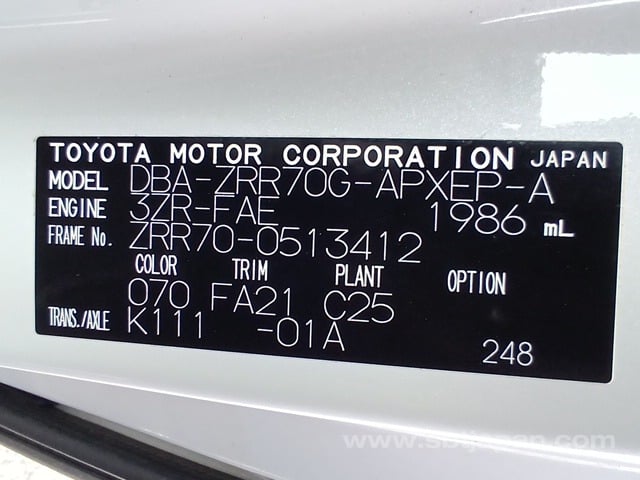 TOYOTA MOTOR CORPORATION JAPAN
MODEL DBA-ZRR70G-APXEP-A
ENGINE 3ZR-FAE 1986 mL
FRAME No. ZRR70-0513412
COLOR TRIM PLANT OPTION
070 FA21 C25
TRANS./AXLE K111 -01A
248
www.sbtjapan.com